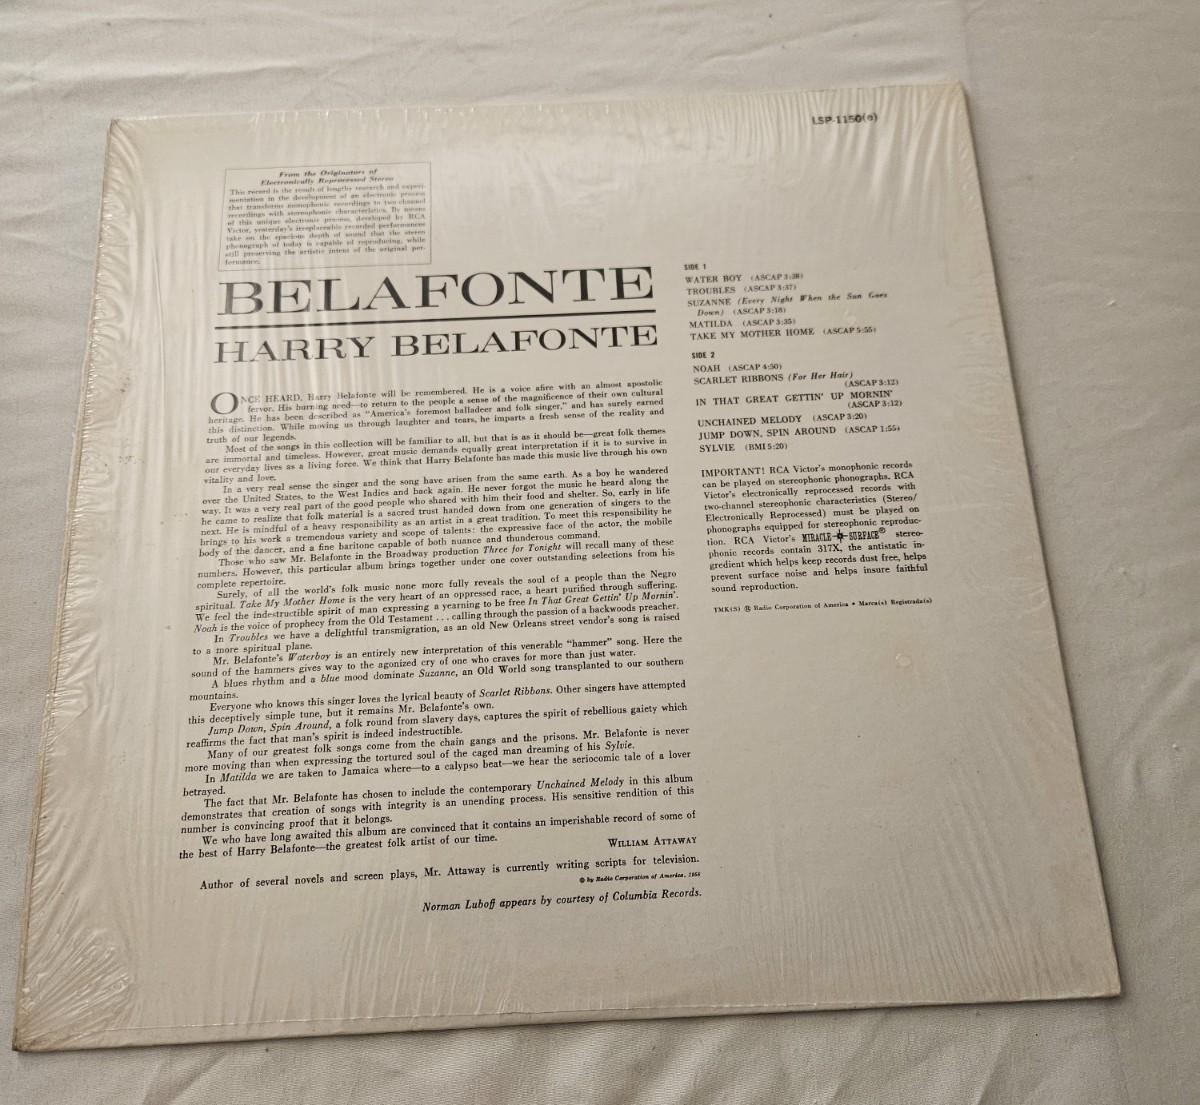 LSP-1150(e)
From the Originators of
Electronically Reprocessed Stereo
This record is the result of lengthy research and experi-
mentation in the development of an electronic process
that transforms monophonic recordings to two-channel
recordings with stereophonic characteristics. By means
of this unique electronic process, developed by RCA
Victor, yesterday's irreplaceable recorded performances
take on the spacious depth of sound that the stereo
phonograph of today is capable of reproducing, while
still preserving the artistic intent of the original per-
formance.
BELAFONTE
HARRY BELAFONTE
ONCE HEARD, Harry Belafonte will be remembered. He is a voice afire with an almost apostolic
fervor. His burning need—to return to the people a sense of the magnificence of their own cultural
heritage. He has been described as "America's foremost balladeer and folk singer," and has surely earned
this distinction. While moving us through laughter and tears, he imparts a fresh sense of the reality and
truth of our legends.
Most of the songs in this collection will be familiar to all, but that is as it should be—great folk themes
are immortal and timeless. However, great music demands equally great interpretation if it is to survive in
our everyday lives as a living force. We think that Harry Belafonte has made this music live through his own
vitality and love.
In a very real sense the singer and the song have arisen from the same earth. As a boy he wandered
over the United States, to the West Indies and back again. He never forgot the music he heard along the
way. It was a very real part of the good people who shared with him their food and shelter. So, early in life
he came to realize that folk material is a sacred trust handed down from one generation of singers to the
next. He is mindful of a heavy responsibility as an artist in a great tradition. To meet this responsibility he
brings to his work a tremendous variety and scope of talents: the expressive face of the actor, the mobile
body of the dancer, and a fine baritone capable of both nuance and thunderous command.
Those who saw Mr. Belafonte in the Broadway production Three for Tonight will recall many of these
numbers. However, this particular album brings together under one cover outstanding selections from his
complete repertoire.
Surely, of all the world's folk music none more fully reveals the soul of a people than the Negro
spiritual. Take My Mother Home is the very heart of an oppressed race, a heart purified through suffering.
We feel the indestructible spirit of man expressing a yearning to be free In That Great Gettin' Up Mornin'.
Noah is the voice of prophecy from the Old Testament . . . calling through the passion of a backwoods preacher.
In Troubles we have a delightful transmigration, as an old New Orleans street vendor's song is raised
to a more spiritual plane.
Mr. Belafonte's Waterboy is an entirely new interpretation of this venerable "hammer" song. Here the
sound of the hammers gives way to the agonized cry of one who craves for more than just water.
A blues rhythm and a blue mood dominate Suzanne, an Old World song transplanted to our southern
mountains.
Everyone who knows this singer loves the lyrical beauty of Scarlet Ribbons. Other singers have attempted
this deceptively simple tune, but it remains Mr. Belafonte's own.
Jump Down, Spin Around, a folk round from slavery days, captures the spirit of rebellious gaiety which
reaffirms the fact that man's spirit is indeed indestructible.
Many of our greatest folk songs come from the chain gangs and the prisons. Mr. Belafonte is never
more moving than when expressing the tortured soul of the caged man dreaming of his Sylvie.
In Matilda we are taken to Jamaica where—to a calypso beat—we hear the seriocomic tale of a lover
betrayed.
The fact that Mr. Belafonte has chosen to include the contemporary Unchained Melody in this album
demonstrates that creation of songs with integrity is an unending process. His sensitive rendition of this
number is convincing proof that it belongs.
We who have long awaited this album are convinced that it contains an imperishable record of some of
the best of Harry Belafonte—the greatest folk artist of our time.
WILLIAM ATTAWAY
Author of several novels and screen plays, Mr. Attaway is currently writing scripts for television.
© by Radio Corporation of America, 1956
Norman Luboff appears by courtesy of Columbia Records.
SIDE 1
WATER BOY (ASCAP 3:38)
TROUBLES (ASCAP 3:37)
SUZANNE (Every Night When the Sun Goes
Down) (ASCAP 3:18)
MATILDA (ASCAP 3:35)
TAKE MY MOTHER HOME (ASCAP 5:55)
SIDE 2
NOAH (ASCAP 4:50)
SCARLET RIBBONS (For Her Hair)
(ASCAP 3:12)
IN THAT GREAT GETTIN' UP MORNIN'
(ASCAP 3:12)
UNCHAINED MELODY (ASCAP 3:20)
JUMP DOWN, SPIN AROUND (ASCAP 1:55)
SYLVIE (BMI 5:20)
IMPORTANT! RCA Victor's monophonic records
can be played on stereophonic phonographs. RCA
Victor's electronically reprocessed records with
two-channel stereophonic characteristics (Stereo/
Electronically Reprocessed) must be played on
phonographs equipped for stereophonic reproduc-
tion. RCA Victor's MIRACLE SURFACE® stereo-
phonic records contain 317X, the antistatic in-
gredient which helps keep records dust free, helps
prevent surface noise and helps insure faithful
sound reproduction.
TMK(S) ® Radio Corporation of America • Marca(s) Registrada(s)